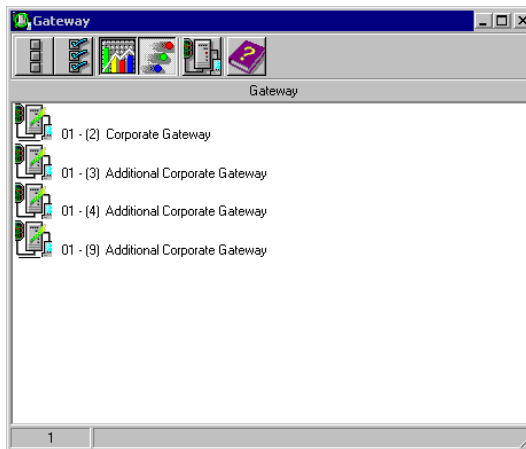 Gateway
Gateway
01 - (2) Corporate Gateway
01 - (3) Additional Corporate Gateway
01 - (4) Additional Corporate Gateway
01 - (9) Additional Corporate Gateway
1